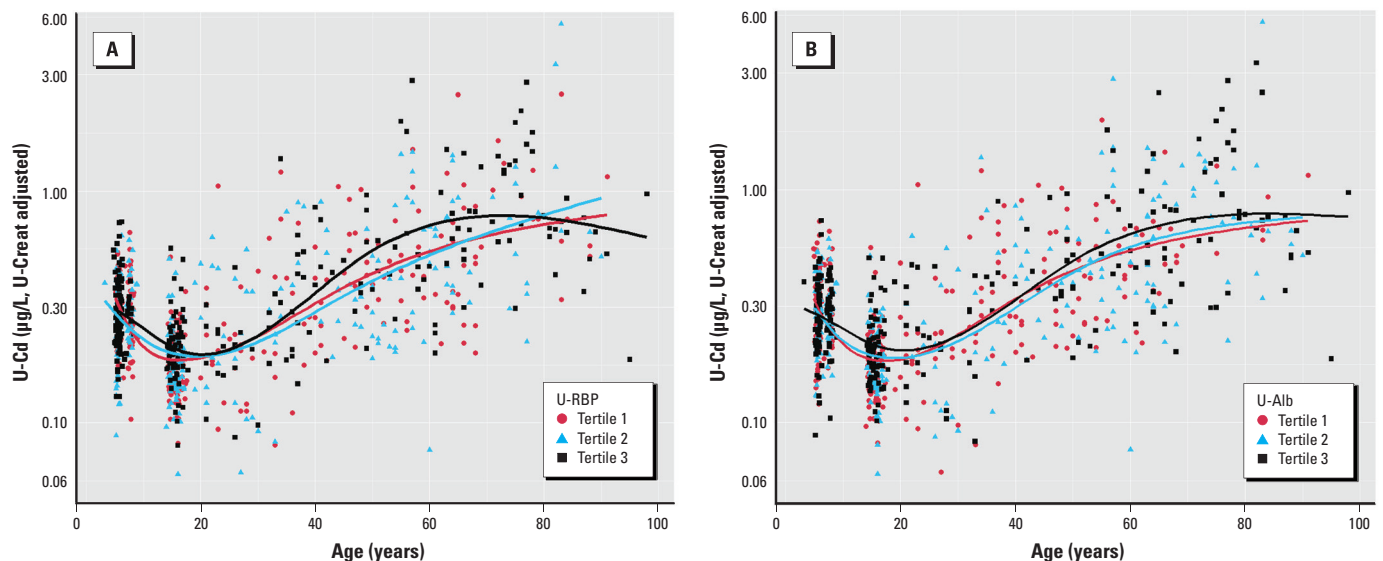 A
6.00
3.00
1.00
0.30
0.10
0.06
U-Cd (µg/L, U-Creat adjusted)
0 20 40 60 80 100
Age (years)
U-RBP
Tertile 1
Tertile 2
Tertile 3
B
6.00
3.00
1.00
0.30
0.10
0.06
U-Cd (µg/L, U-Creat adjusted)
0 20 40 60 80 100
Age (years)
U-Alb
Tertile 1
Tertile 2
Tertile 3